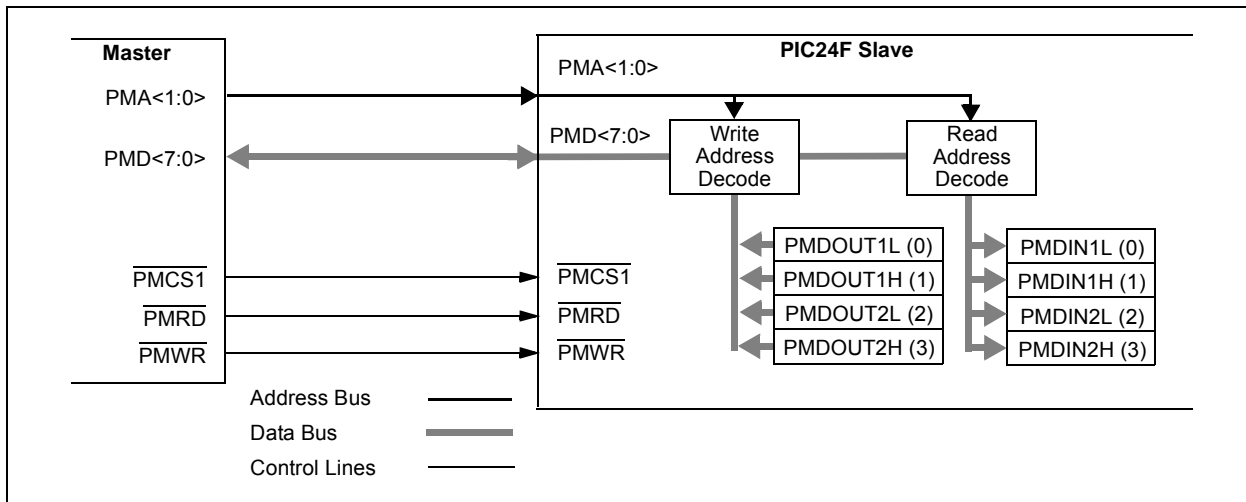 Master
PMA<1:0>
PMD<7:0>
PMCS1
PMRD
PMWR
PIC24F Slave
PMA<1:0>
PMD<7:0>
Write
Address
Decode
Read
Address
Decode
PMDOUT1L (0)
PMDOUT1H (1)
PMDOUT2L (2)
PMDOUT2H (3)
PMDIN1L (0)
PMDIN1H (1)
PMDIN2L (2)
PMDIN2H (3)
PMCS1
PMRD
PMWR
Address Bus
Data Bus
Control Lines